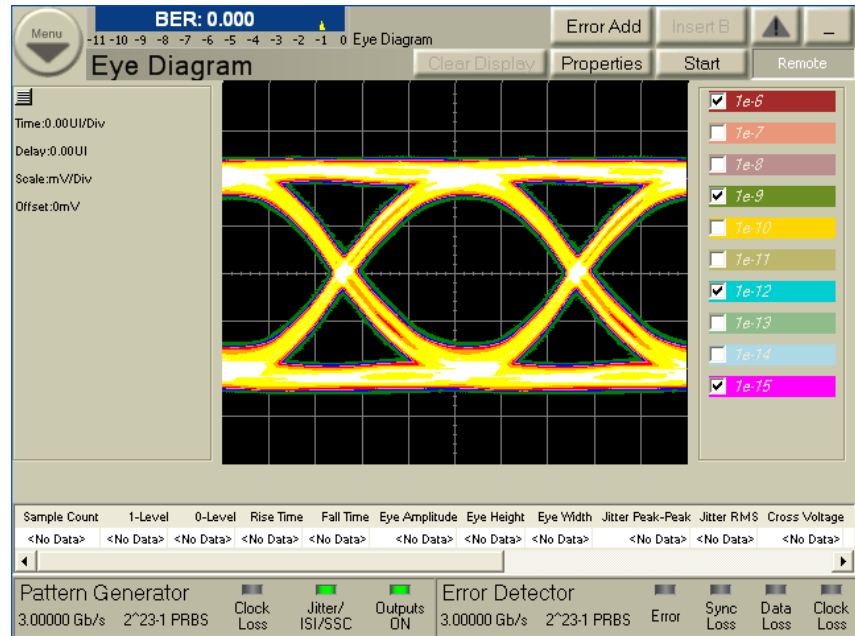 Menu
BER: 0.000
-11 -10 -9 -8 -7 -6 -5 -4 -3 -2 -1 0 Eye Diagram
Error Add
Insert B
Eye Diagram
Clear Display
Properties
Start
Remote
Time:0.00UI/Div
Delay:0.00UI
Scale:mV/Div
Offset:0mV
1e-6
1e-7
1e-8
1e-9
1e-10
1e-11
1e-12
1e-13
1e-14
1e-15
Sample Count 1-Level 0-Level Rise Time Fall Time Eye Amplitude Eye Height Eye Width Jitter Peak-Peak Jitter RMS Cross Voltage
<No Data> <No Data> <No Data> <No Data> <No Data> <No Data> <No Data> <No Data> <No Data> <No Data> <No Data>
Pattern Generator
3.00000 Gb/s 2^23-1 PRBS
Clock Loss
Jitter/ ISI/SSC
Outputs ON
Error Detector
3.00000 Gb/s 2^23-1 PRBS
Error
Sync Loss
Data Loss
Clock Loss